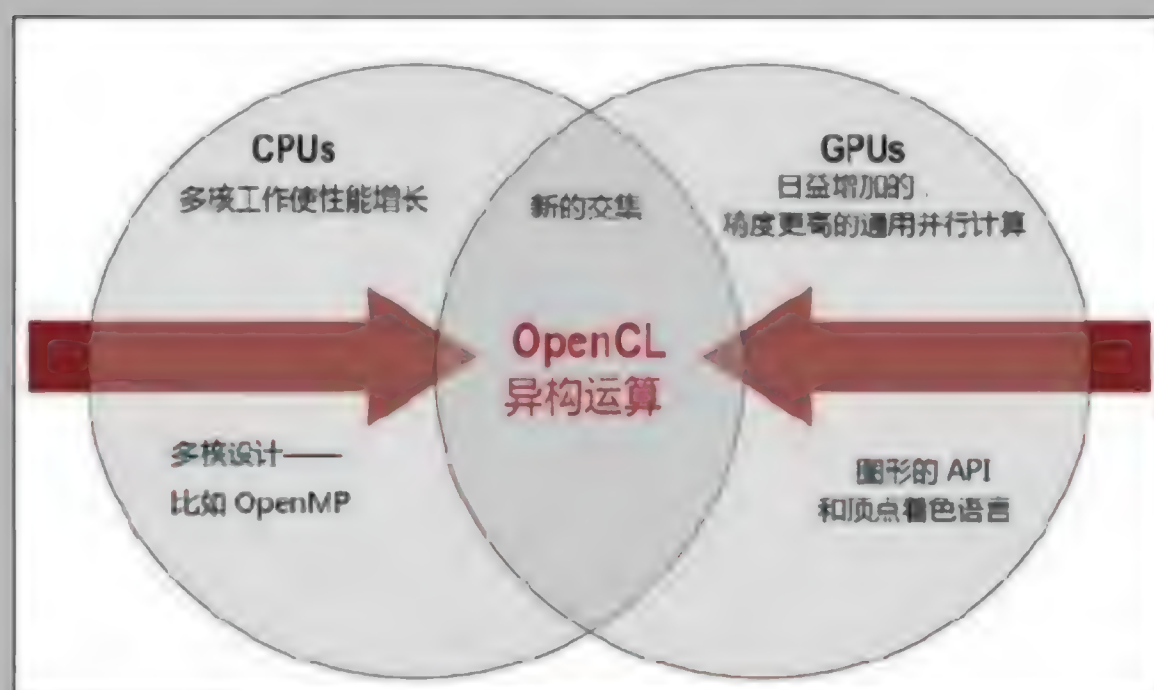 CPUs
多核工作使性能增长
新的交集
GPUs
日益增加的
精度更高的通用并行计算
OpenCL
异构运算
多核设计——
比如 OpenMP
图形的 API
和顶点着色语言